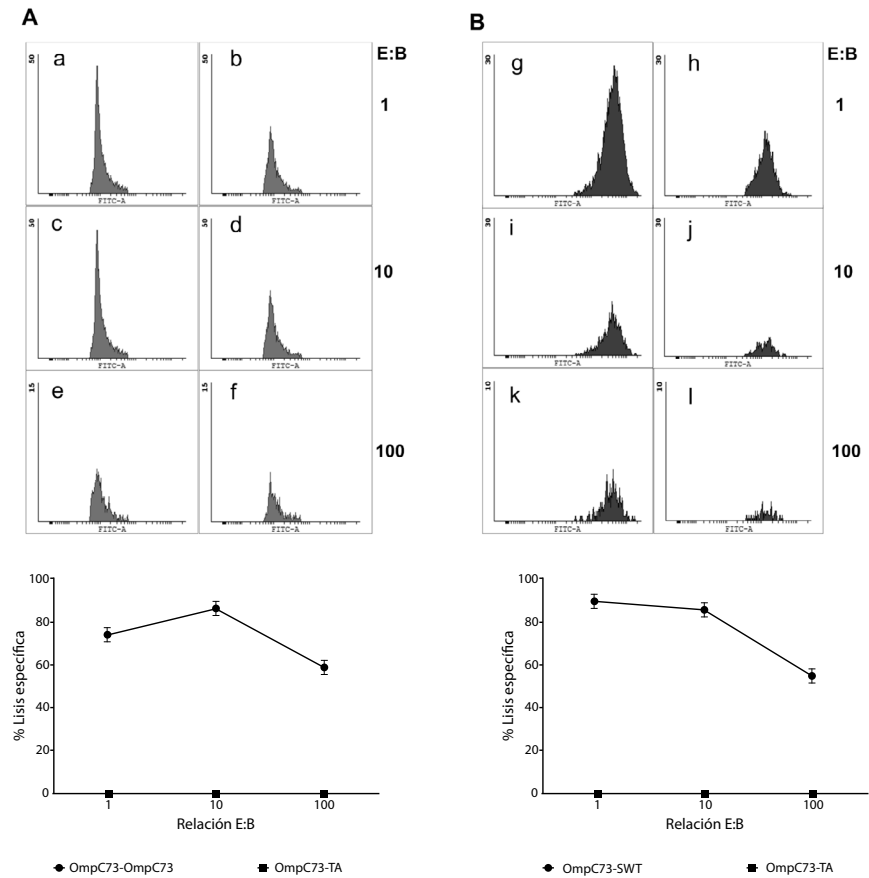 A
B
E:B
E:B
a
b
50
50
FITC-A
FITC-A
1
g
h
30
30
FITC-A
FITC-A
1
c
d
50
50
FITC-A
FITC-A
10
i
j
30
30
FITC-A
FITC-A
10
e
f
15
15
FITC-A
FITC-A
100
k
l
10
10
FITC-A
FITC-A
100
% Lisis específica
100
80
60
40
20
0
1
10
100
Relación E:B
OmpC73-OmpC73
OmpC73-TA
% Lisis específica
100
80
60
40
20
0
1
10
100
Relación E:B
OmpC73-SWT
OmpC73-TA